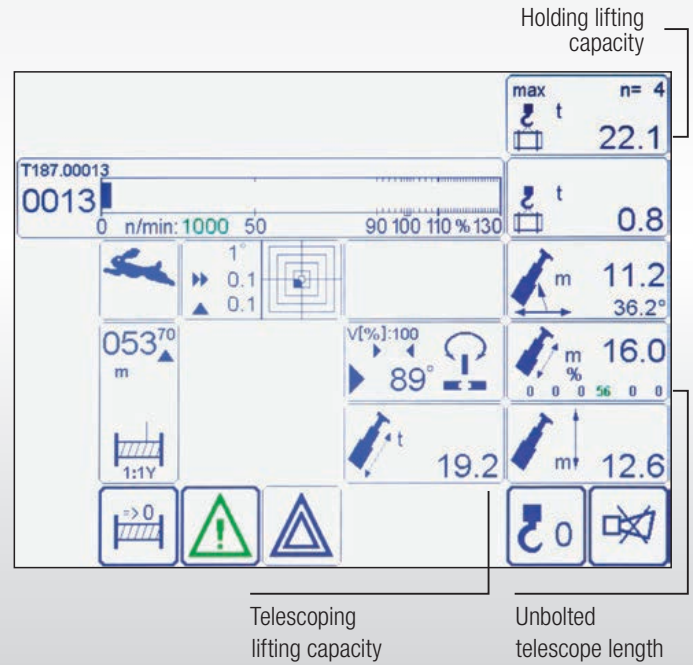 Holding lifting
capacity
max n= 4
t
22.1
T187.00013
0013
0 n/min: 1000 50 90 100 110 % 130
t
0.8
1°
0.1
0.1
m 11.2
36.2°
053 70
m
1:1Y
V[%]:100
89°
m 16.0
%
0 0 0 56 0 0
t
19.2
m 12.6
=> 0
!
0
Telescoping
lifting capacity
Unbolted
telescope length